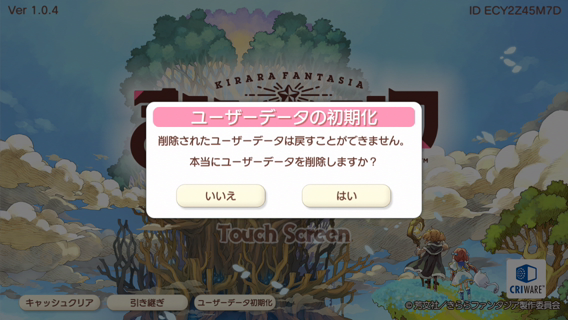 Ver 1.0.4
ID ECY2Z45M7D
KIRARA FANTASIA
ユーザーデータの初期化
削除されたユーザーデータは戻すことができません。
本当にユーザーデータを削除しますか？
いいえ
はい
TM
Touch Screen
CRIWARE
キャッシュクリア
引き継ぎ
ユーザーデータ初期化
© 芳文社／きららファンタジア製作委員会